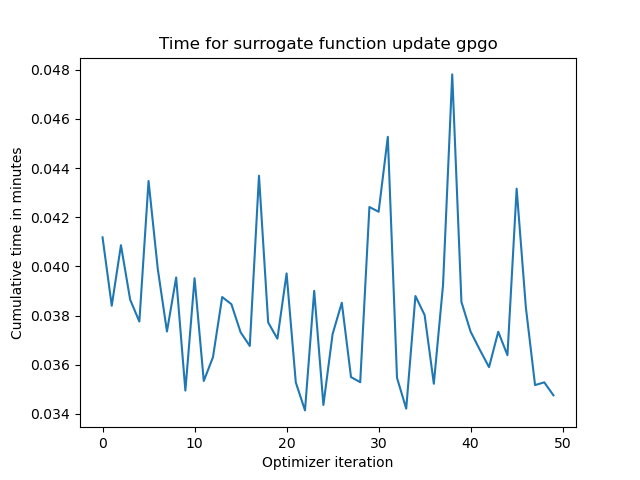 Time for surrogate function update gpgo
Cumulative time in minutes
0.048
0.046
0.044
0.042
0.040
0.038
0.036
0.034
0 10 20 30 40 50
Optimizer iteration